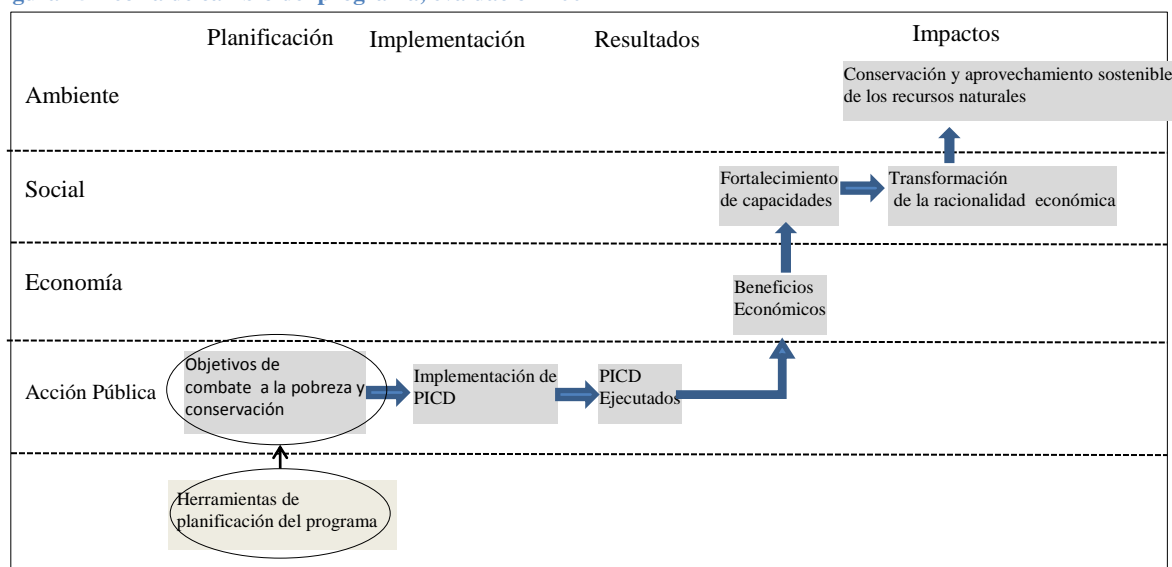 Planificación Implementación Resultados Impactos
Ambiente
Conservación y aprovechamiento sostenible
de los recursos naturales
Social
Fortalecimiento
de capacidades
Transformación
de la racionalidad económica
Economía
Beneficios
Económicos
Acción Pública
Objetivos de
combate a la pobreza y
conservación
Implementación de
PICD
PICD
Ejecutados
Herramientas de
planificación del programa